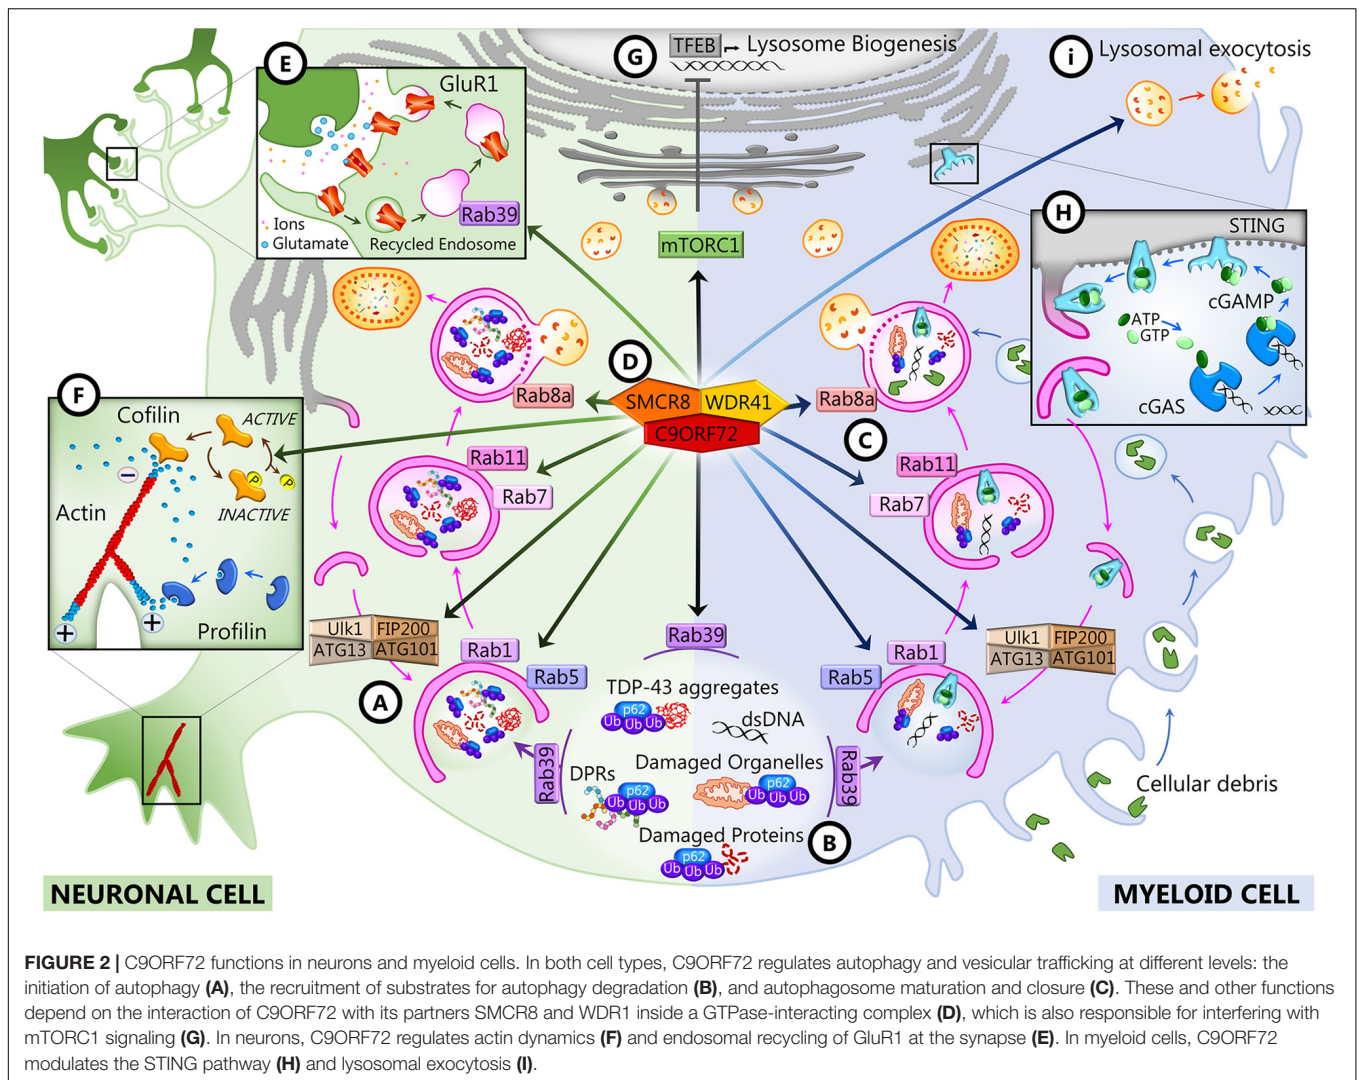 G
TFEB
Lysosome Biogenesis
i
Lysosomal exocytosis
E
GluR1
Rab39
Ions
Glutamate
Recycled Endosome
mTORC1
H
STING
cGAMP
ATP
GTP
cGAS
D
SMCR8
WDR41
C9ORF72
Rab8a
Rab8a
C
F
Cofilin
ACTIVE
P
P
INACTIVE
−
Actin
+
+
Profilin
Rab11
Rab7
Rab11
Rab7
Ulk1
FIP200
ATG13
ATG101
Rab1
Rab5
A
Rab39
Rab1
Rab5
Ulk1
FIP200
ATG13
ATG101
TDP-43 aggregates
p62
Ub Ub Ub
dsDNA
Rab39
DPRs
p62
Ub Ub Ub
Damaged Organelles
p62
Ub Ub Ub
Rab39
Damaged Proteins
p62
Ub Ub Ub
B
Cellular debris
NEURONAL CELL
MYELOID CELL
FIGURE 2 | C9ORF72 functions in neurons and myeloid cells. In both cell types, C9ORF72 regulates autophagy and vesicular trafficking at different levels: the
initiation of autophagy (A), the recruitment of substrates for autophagy degradation (B), and autophagosome maturation and closure (C). These and other functions
depend on the interaction of C9ORF72 with its partners SMCR8 and WDR1 inside a GTPase-interacting complex (D), which is also responsible for interfering with
mTORC1 signaling (G). In neurons, C9ORF72 regulates actin dynamics (F) and endosomal recycling of GluR1 at the synapse (E). In myeloid cells, C9ORF72
modulates the STING pathway (H) and lysosomal exocytosis (I).